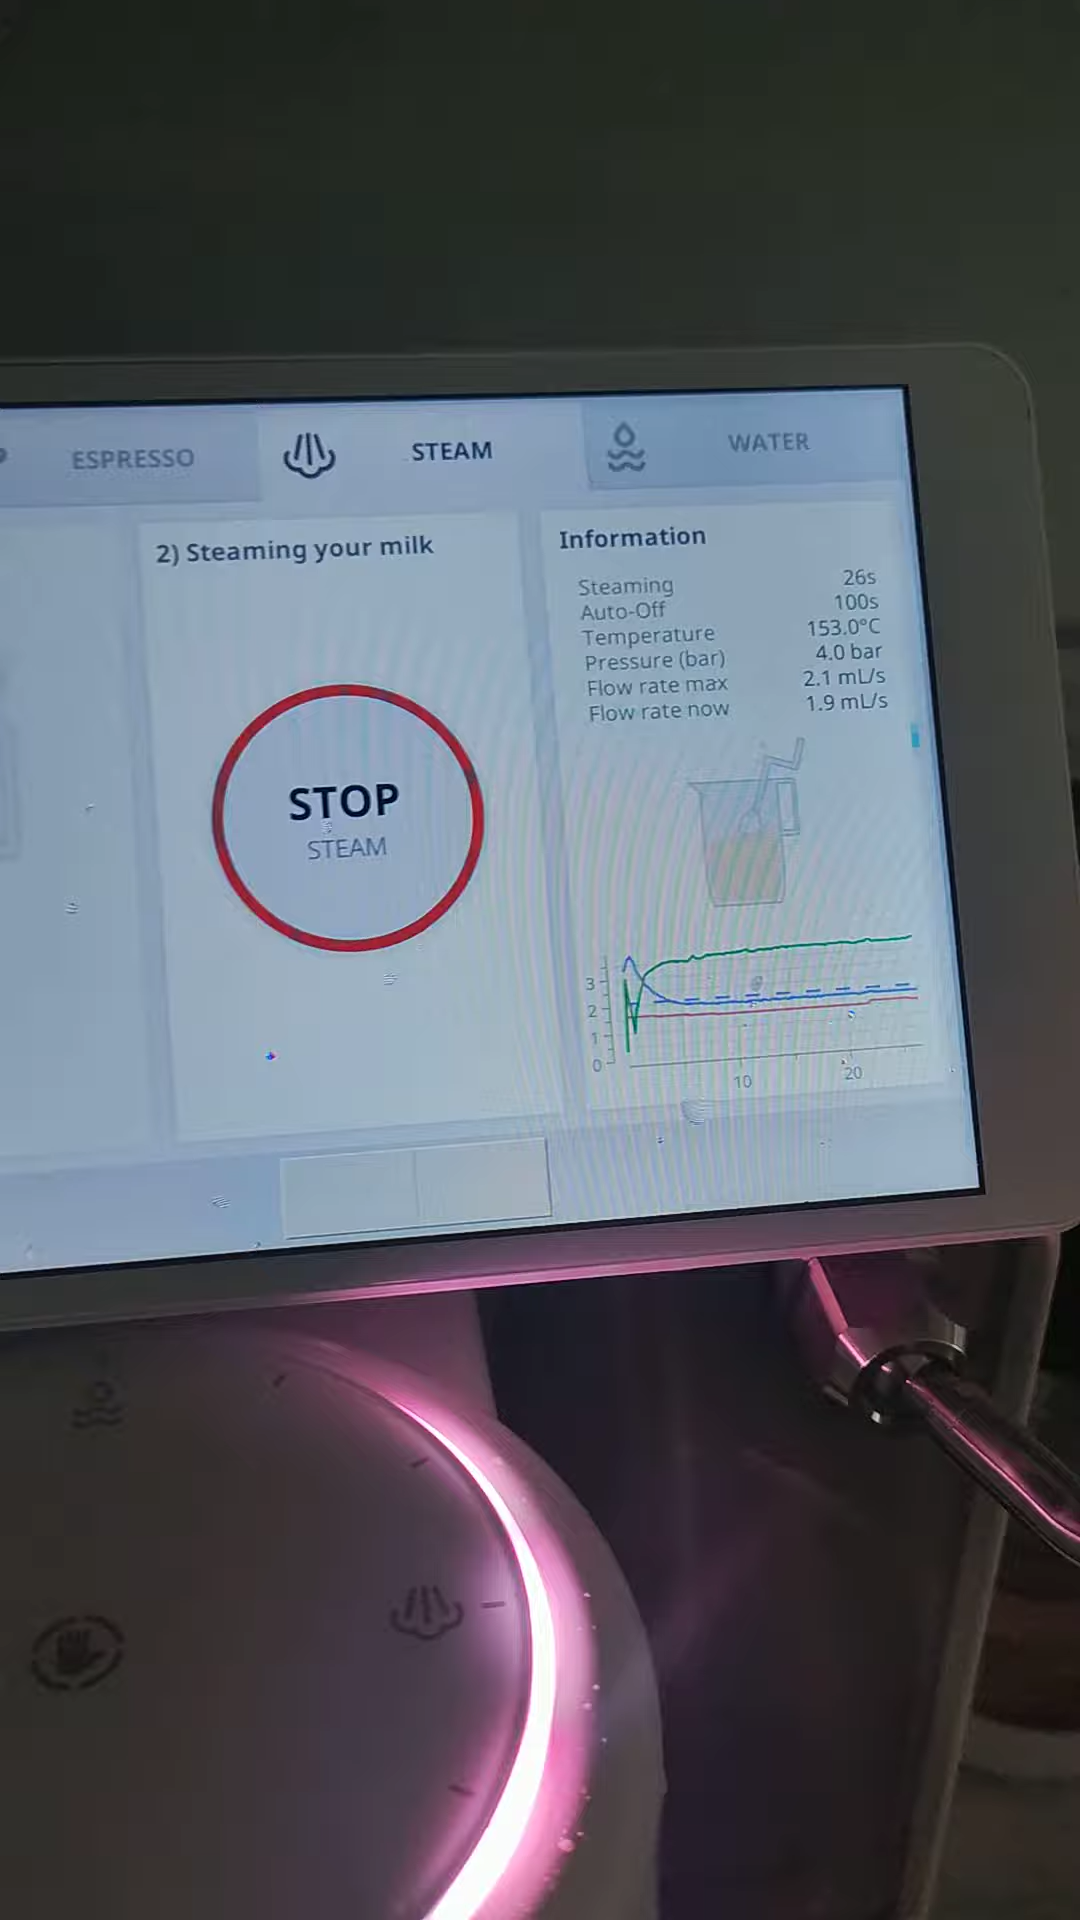 ESPRESSO
STEAM
WATER
2) Steaming your milk
STOP
STEAM
Information
Steaming 26s
Auto-Off 100s
Temperature 153.0°C
Pressure (bar) 4.0 bar
Flow rate max 2.1 mL/s
Flow rate now 1.9 mL/s
3
2
1
0
10
20